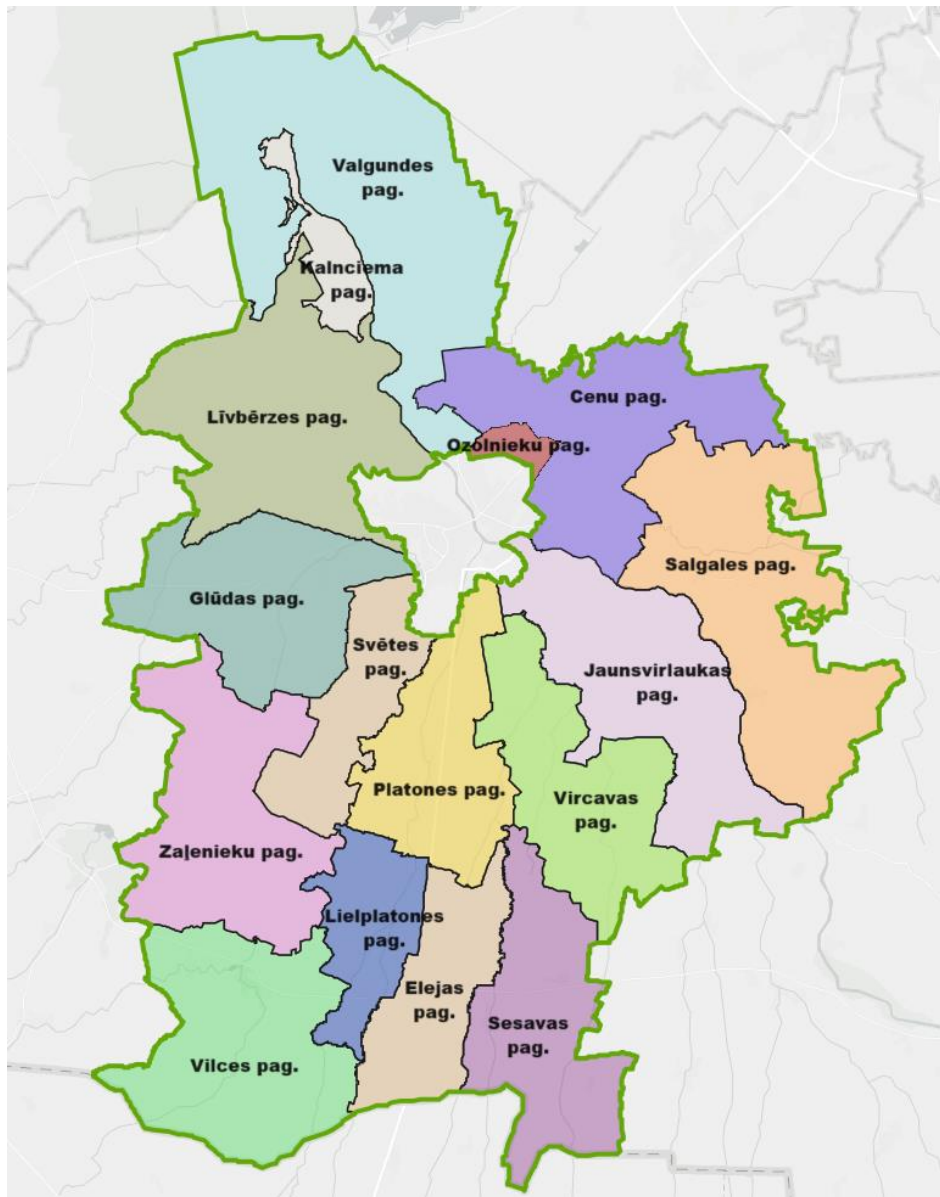 Valgundes
pag.
Kalnciema
pag.
Cenu pag.
Līvbērzes pag.
Ozolnieku pag.
Salgales pag.
Glūdas pag.
Svētes
pag.
Jaunsvirlaukas
pag.
Platones pag.
Vircavas
pag.
Zaļenieku pag.
Lielplatones
pag.
Elejas
pag.
Sesavas
pag.
Vilces pag.